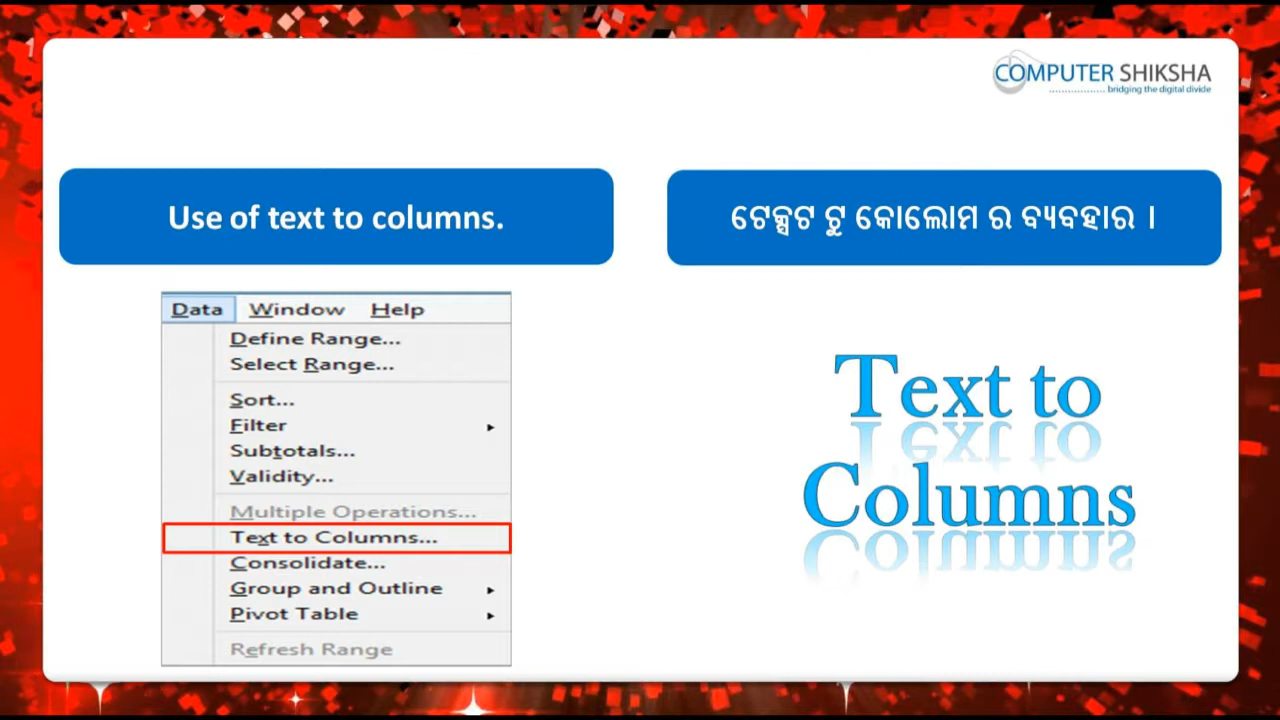 COMPUTER SHIKSHA
bridging the digital divide
Use of text to columns.
ଟେକ୍ସଟ ଟୁ କୋଲୋମ ର ବ୍ୟବହାର ।
Data Window Help
Define Range...
Select Range...
Sort...
Filter
Subtotals...
Validity...
Multiple Operations...
Text to Columns...
Consolidate...
Group and Outline
Pivot Table
Refresh Range
Text to
Columns